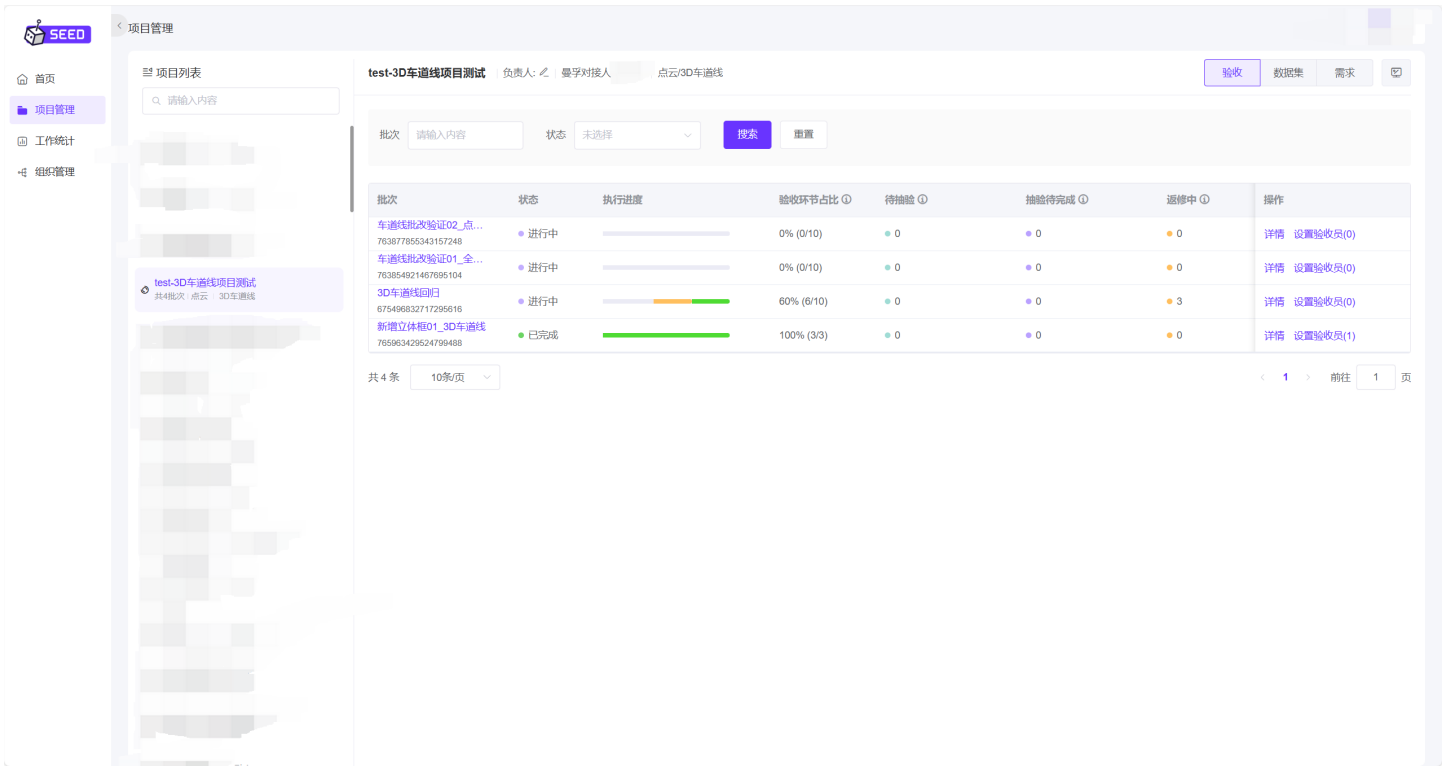 SEED
项目管理
首页
项目管理
工作统计
组织管理
项目列表
请输入内容
test-3D车道线项目测试
共4批次 点云 3D车道线
test-3D车道线项目测试 负责人: 曼孚对接人 点云/3D车道线
验收 数据集 需求
批次 请输入内容 状态 未选择 搜索 重置
批次 状态 执行进度 验收环节占比 待抽验 抽验待完成 返修中 操作
车道线批改验证02_点...
763877855343157248
进行中 0% (0/10) 0 0 0 详情 设置验收员(0)
车道线批改验证01_全...
763854921467695104
进行中 0% (0/10) 0 0 0 详情 设置验收员(0)
3D车道线回归
675496832717295616
进行中 60% (6/10) 0 0 3 详情 设置验收员(0)
新增立体框01_3D车道线
765963429524799488
已完成 100% (3/3) 0 0 0 详情 设置验收员(1)
共 4 条 10条/页 1 前往 1 页